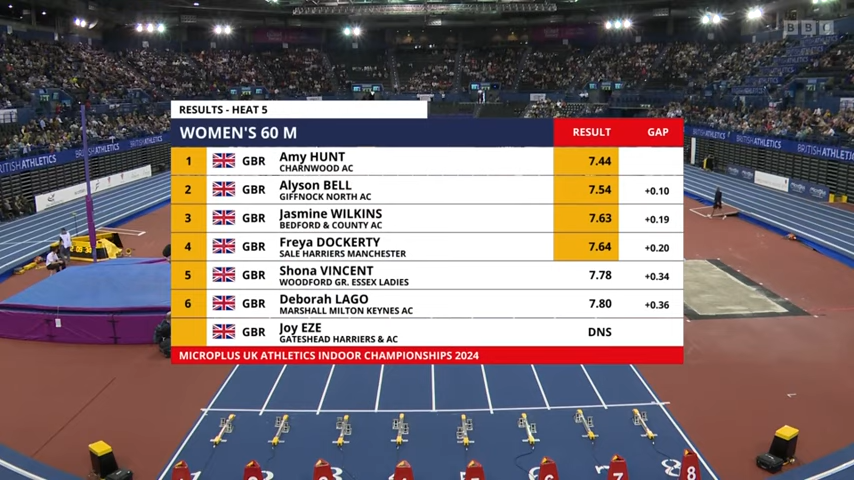 BBC
BRITISH ATHLETICS
BRITISH ATHLETICS
RESULTS - HEAT 5
WOMEN'S 60 M RESULT GAP
1 GBR Amy HUNT 7.44
CHARNWOOD AC
2 GBR Alyson BELL 7.54 +0.10
GIFFNOCK NORTH AC
3 GBR Jasmine WILKINS 7.63 +0.19
BEDFORD & COUNTY AC
4 GBR Freya DOCKERTY 7.64 +0.20
SALE HARRIERS MANCHESTER
5 GBR Shona VINCENT 7.78 +0.34
WOODFORD GR. ESSEX LADIES
6 GBR Deborah LAGO 7.80 +0.36
MARSHALL MILTON KEYNES AC
GBR Joy EZE DNS
GATESHEAD HARRIERS & AC
MICROPLUS UK ATHLETICS INDOOR CHAMPIONSHIPS 2024
7 8